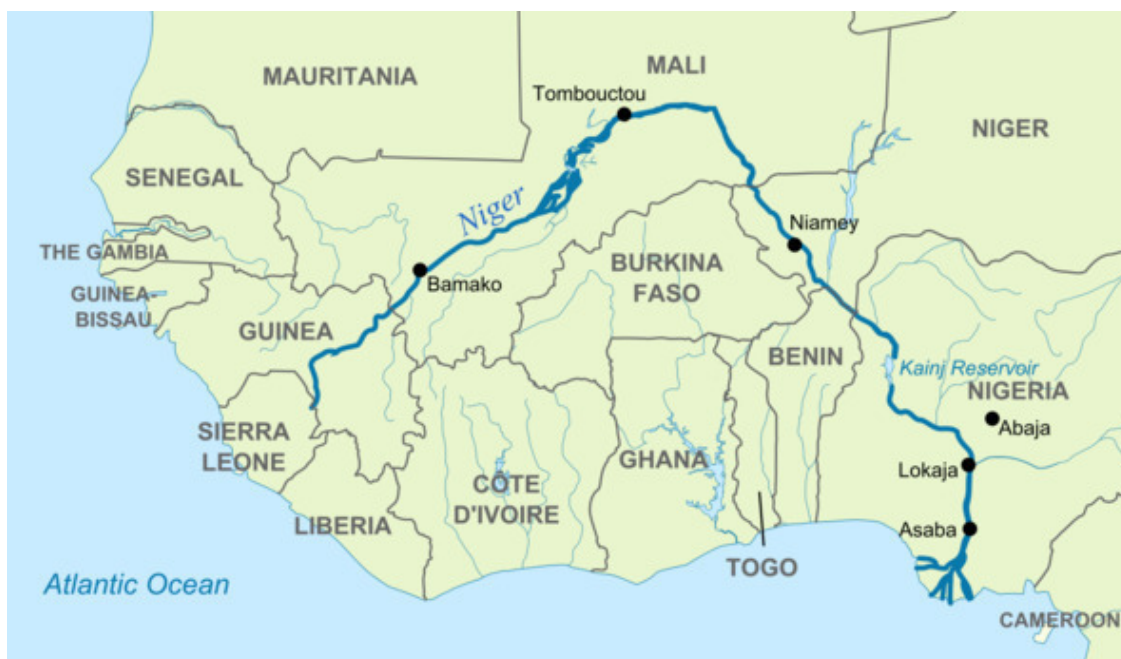 MAURITANIA
MALI
Tombouctou
NIGER
SENEGAL
Niger
Niamey
THE GAMBIA
Bamako
BURKINA
FASO
GUINEA-
BISSAU
GUINEA
BENIN
Kainj Reservoir
NIGERIA
Abaja
SIERRA
LEONE
GHANA
Lokaja
CÔTE
D'IVOIRE
LIBERIA
Asaba
TOGO
Atlantic Ocean
CAMEROON